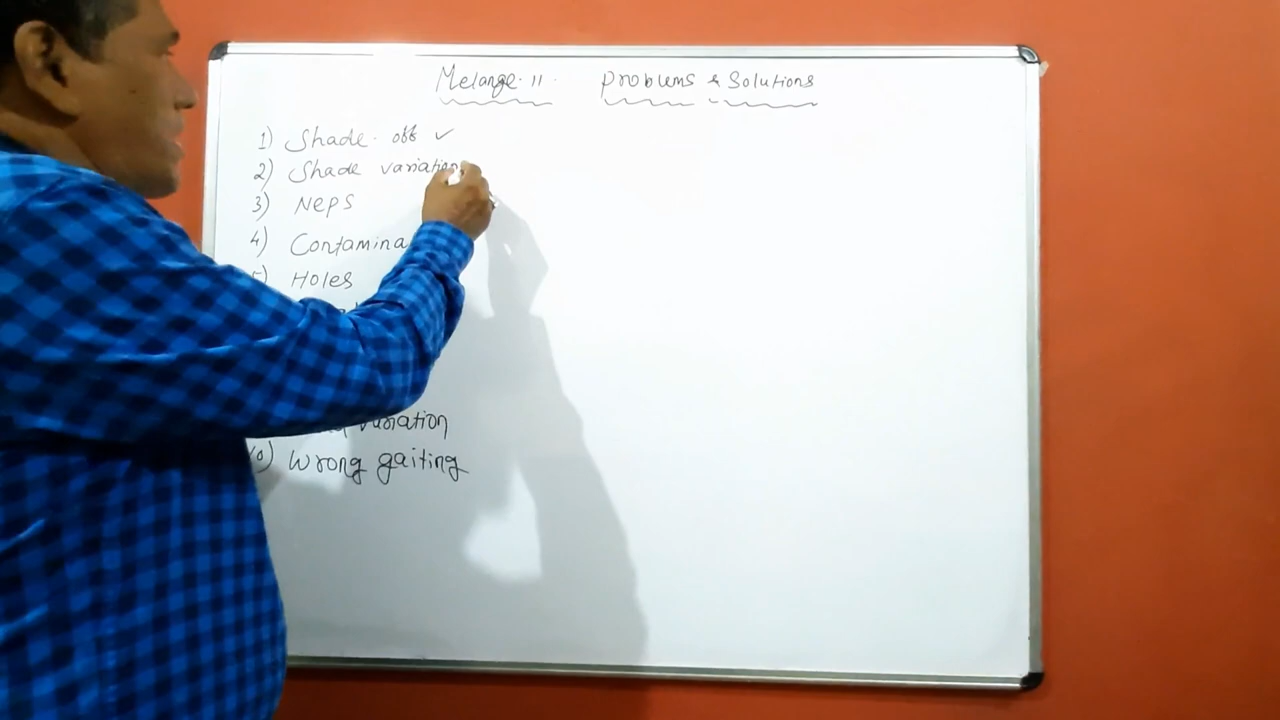 Melange. 11. Problems & Solutions
1) Shade. off ✓
2) Shade variation
3) Neps
4) Contamina
5) Holes
variation
10) Wrong gaiting